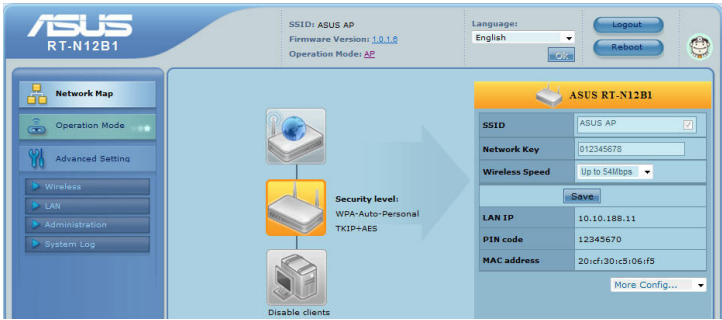 ASUS
RT-N12B1
SSID: ASUS AP
Firmware Version: 1.0.1.6
Operation Mode: AP
Language:
English
OK
Logout
Reboot
Network Map
Operation Mode
Advanced Setting
Wireless
LAN
Administration
System Log
Security level:
WPA-Auto-Personal
TKIP+AES
Disable clients
ASUS RT-N12B1
SSID ASUS AP
Network Key 012345678
Wireless Speed Up to 54Mbps
Save
LAN IP 10.10.188.11
PIN code 12345670
MAC address 20:cf:30:c5:06:f5
More Config...